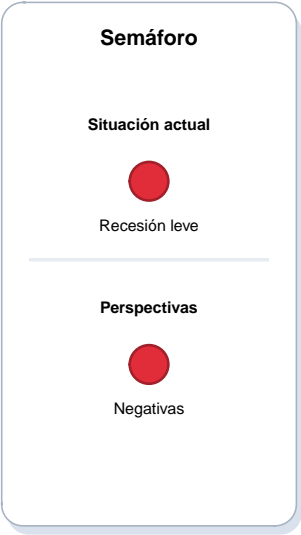 Semáforo
Situación actual
Recesión leve
Perspectivas
Negativas